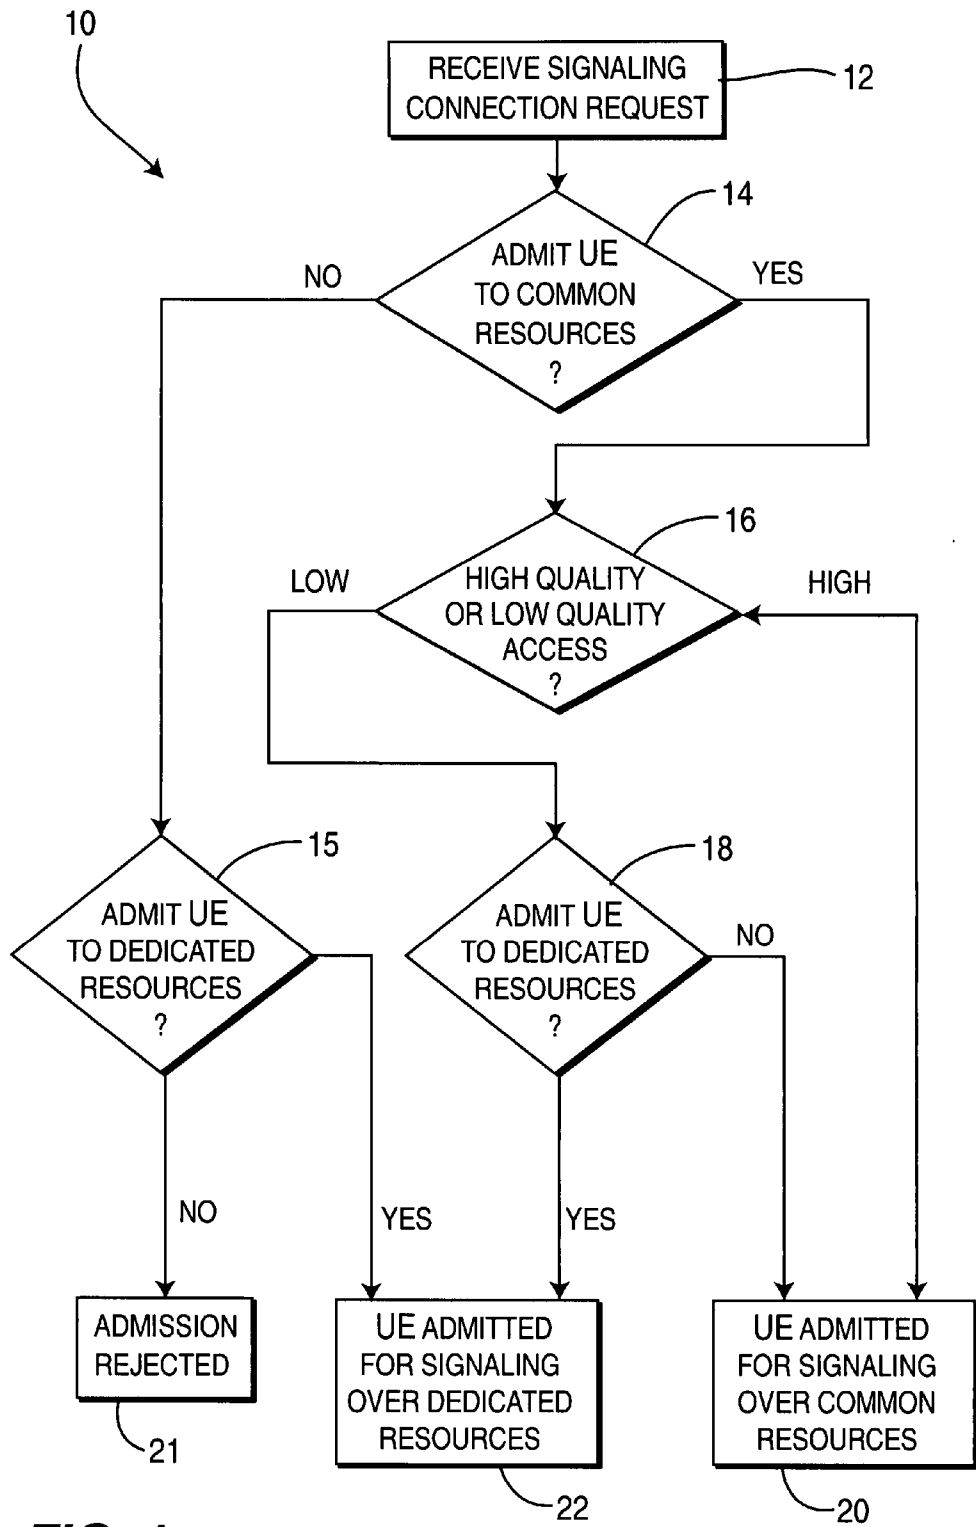 10
RECEIVE SIGNALING
CONNECTION REQUEST
12
14
ADMIT UE
TO COMMON
RESOURCES
?
NO
YES
16
HIGH QUALITY
OR LOW QUALITY
ACCESS
?
LOW
HIGH
15
ADMIT UE
TO DEDICATED
RESOURCES
?
18
ADMIT UE
TO DEDICATED
RESOURCES
?
NO
NO
YES
YES
ADMISSION
REJECTED
21
UE ADMITTED
FOR SIGNALING
OVER DEDICATED
RESOURCES
22
UE ADMITTED
FOR SIGNALING
OVER COMMON
RESOURCES
20